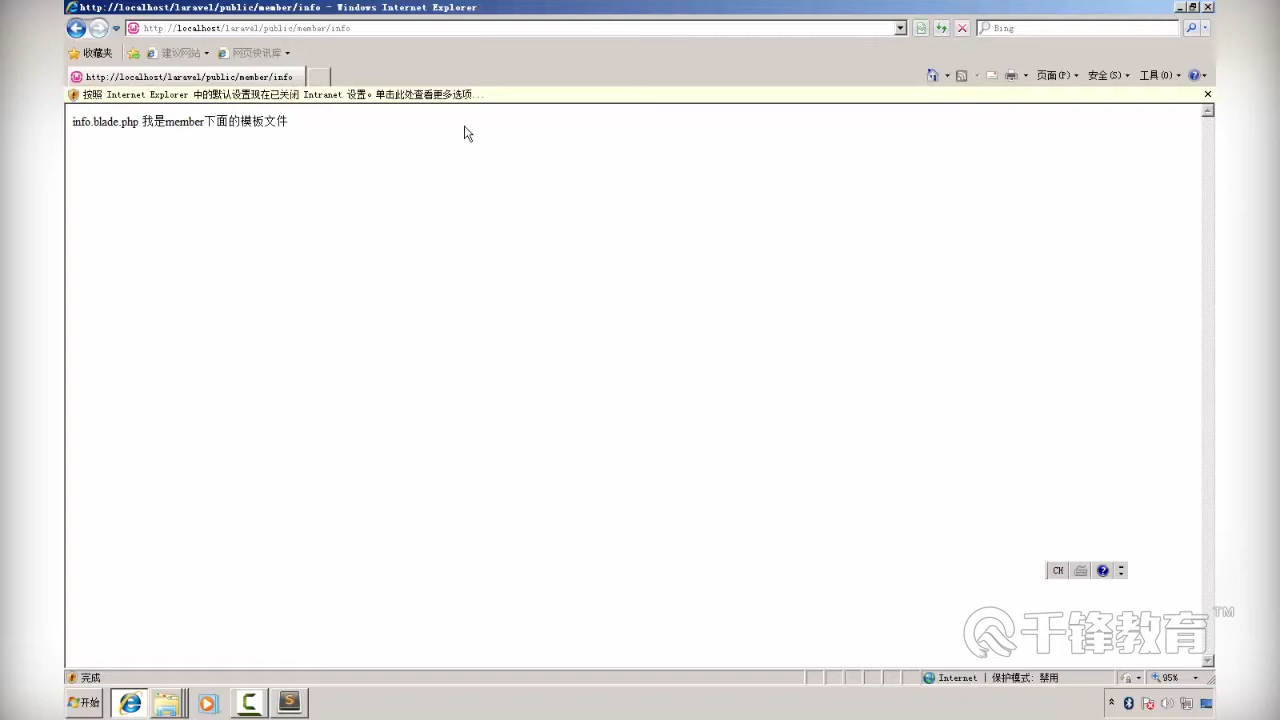 http://localhost/laravel/public/member/info - Windows Internet Explorer
http://localhost/laravel/public/member/info
Bing
收藏夹 建议网站 网页快讯库
http://localhost/laravel/public/member/info
页面(P) 安全(S) 工具(O)
按照 Internet Explorer 中的默认设置现在已关闭 Intranet 设置。单击此处查看更多选项...
info.blade.php 我是member下面的模板文件
CH
千锋教育™
完成 Internet | 保护模式: 禁用 95%
开始